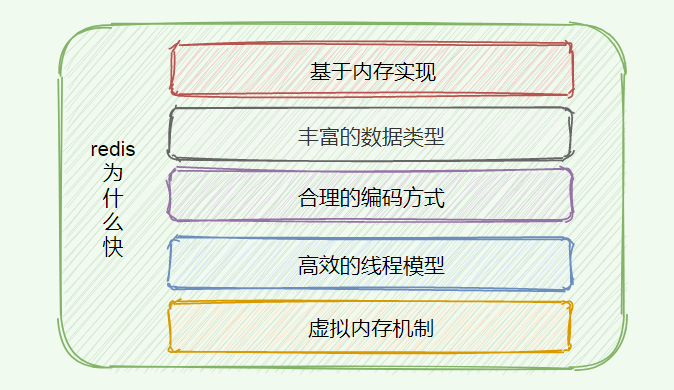 redis
为
什
么
快
基于内存实现
丰富的数据类型
合理的编码方式
高效的线程模型
虚拟内存机制